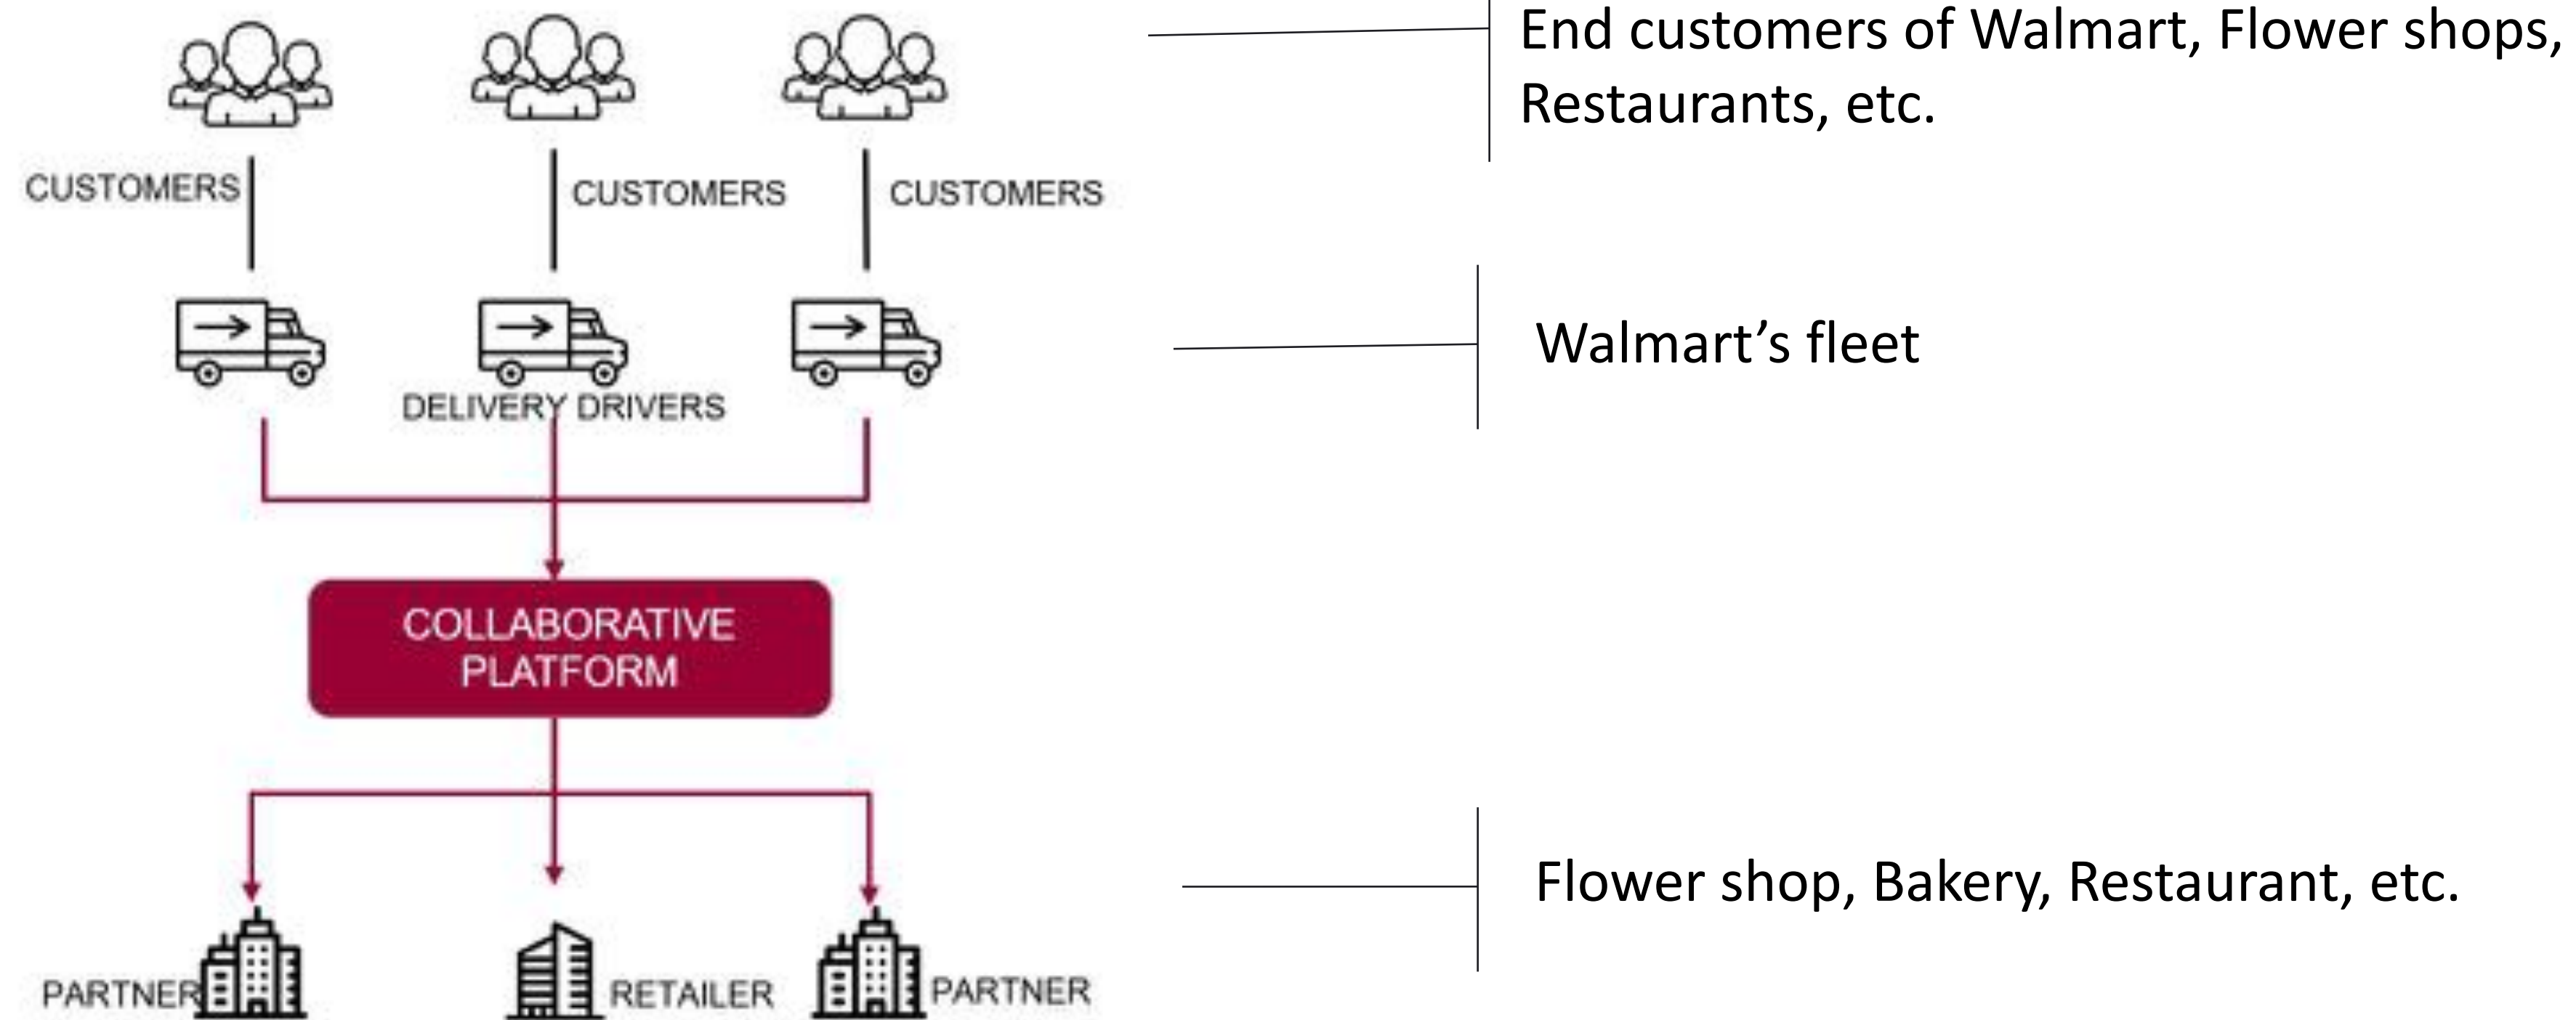 End customers of Walmart, Flower shops,
Restaurants, etc.
CUSTOMERS
CUSTOMERS
CUSTOMERS
Walmart’s fleet
DELIVERY DRIVERS
COLLABORATIVE
PLATFORM
Flower shop, Bakery, Restaurant, etc.
PARTNER
RETAILER
PARTNER